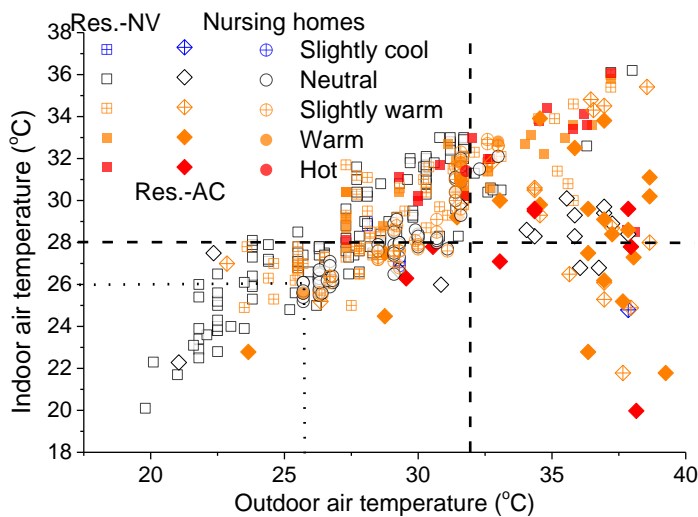 Res.-NV Nursing homes
Slightly cool
Neutral
Slightly warm
Warm
Hot
Res.-AC
38
36
34
32
30
28
26
24
22
20
18
20 25 30 35 40
Indoor air temperature (°C)
Outdoor air temperature (°C)